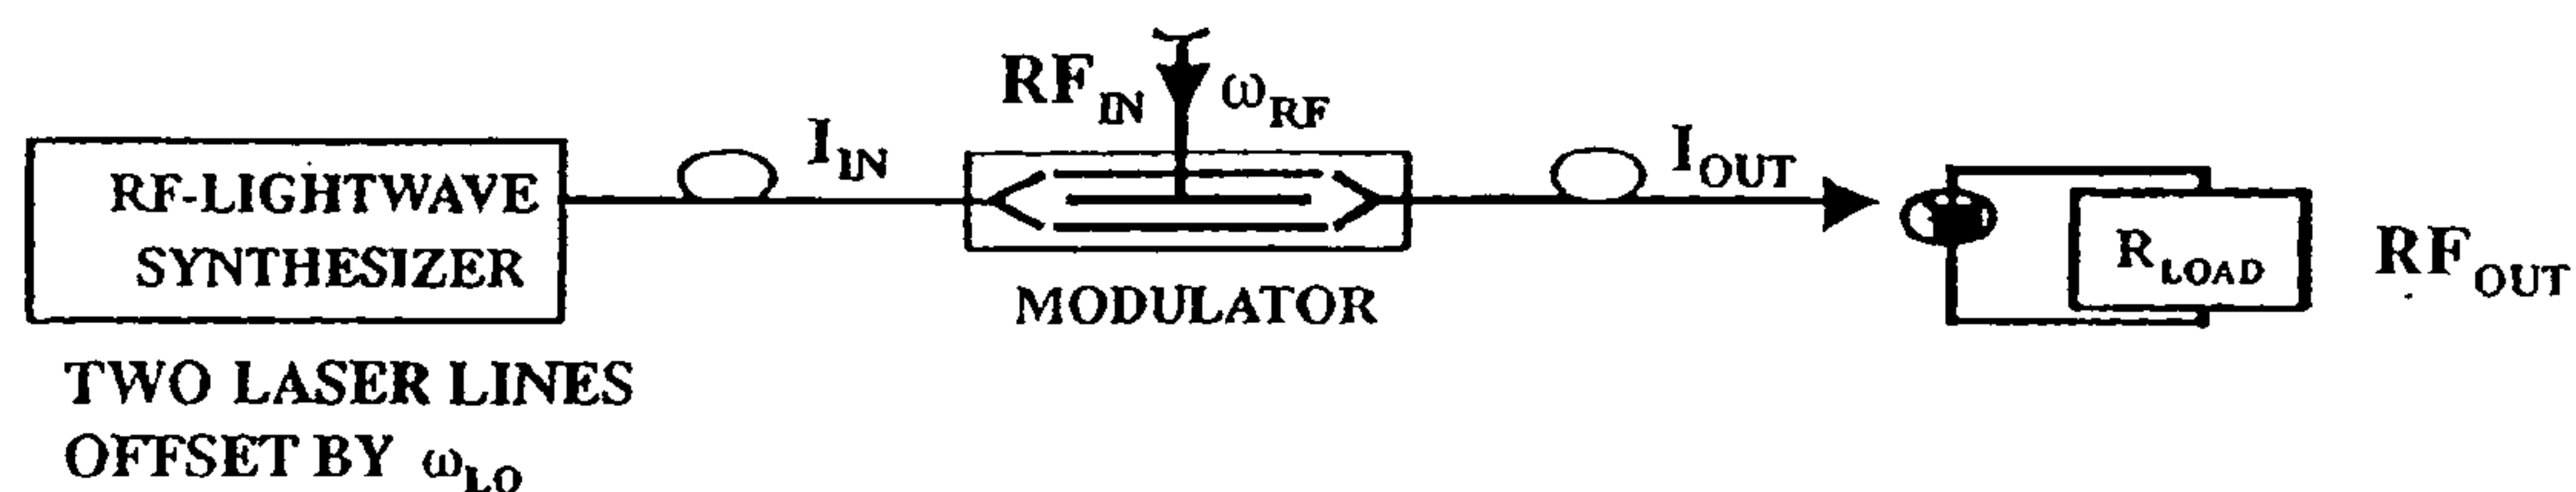 RF-LIGHTWAVE
SYNTHESIZER
TWO LASER LINES
OFFSET BY ω_LO
I_IN
RF_IN
ω_RF
MODULATOR
I_OUT
R_LOAD
RF_OUT